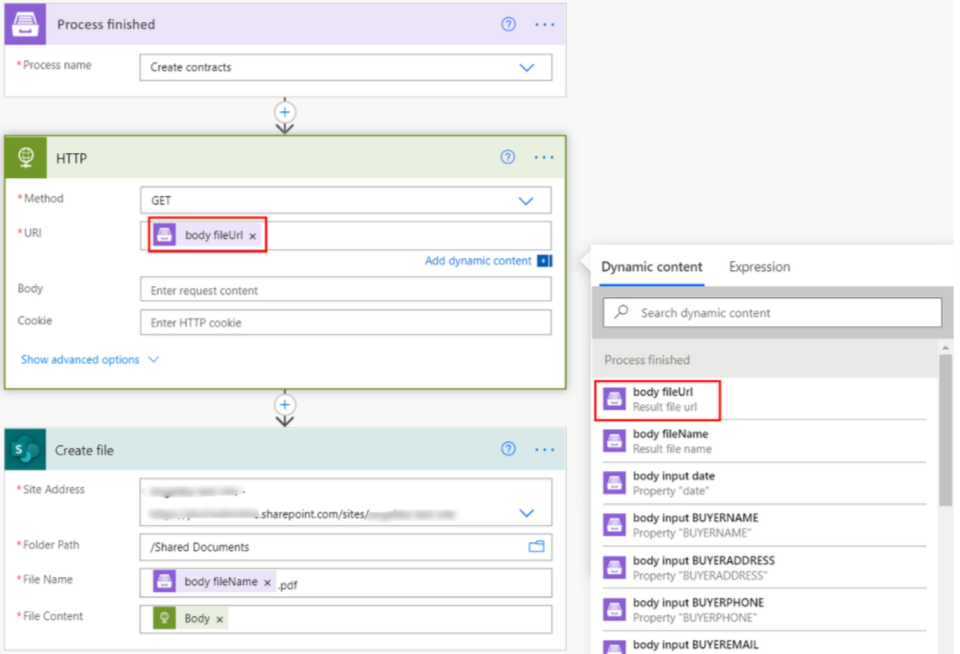 Process finished
*Process name
Create contracts
HTTP
*Method
GET
*URI
body fileUrl ×
Add dynamic content
Body
Enter request content
Cookie
Enter HTTP cookie
Show advanced options
Create file
*Site Address
.sharepoint.com/sites/
*Folder Path
/Shared Documents
*File Name
body fileName × .pdf
*File Content
Body ×
Dynamic content
Expression
Search dynamic content
Process finished
body fileUrl
Result file url
body fileName
Result file name
body input date
Property "date"
body input BUYERNAME
Property "BUYERNAME"
body input BUYERADDRESS
Property "BUYERADDRESS"
body input BUYERPHONE
Property "BUYERPHONE"
body input BUYEREMAIL